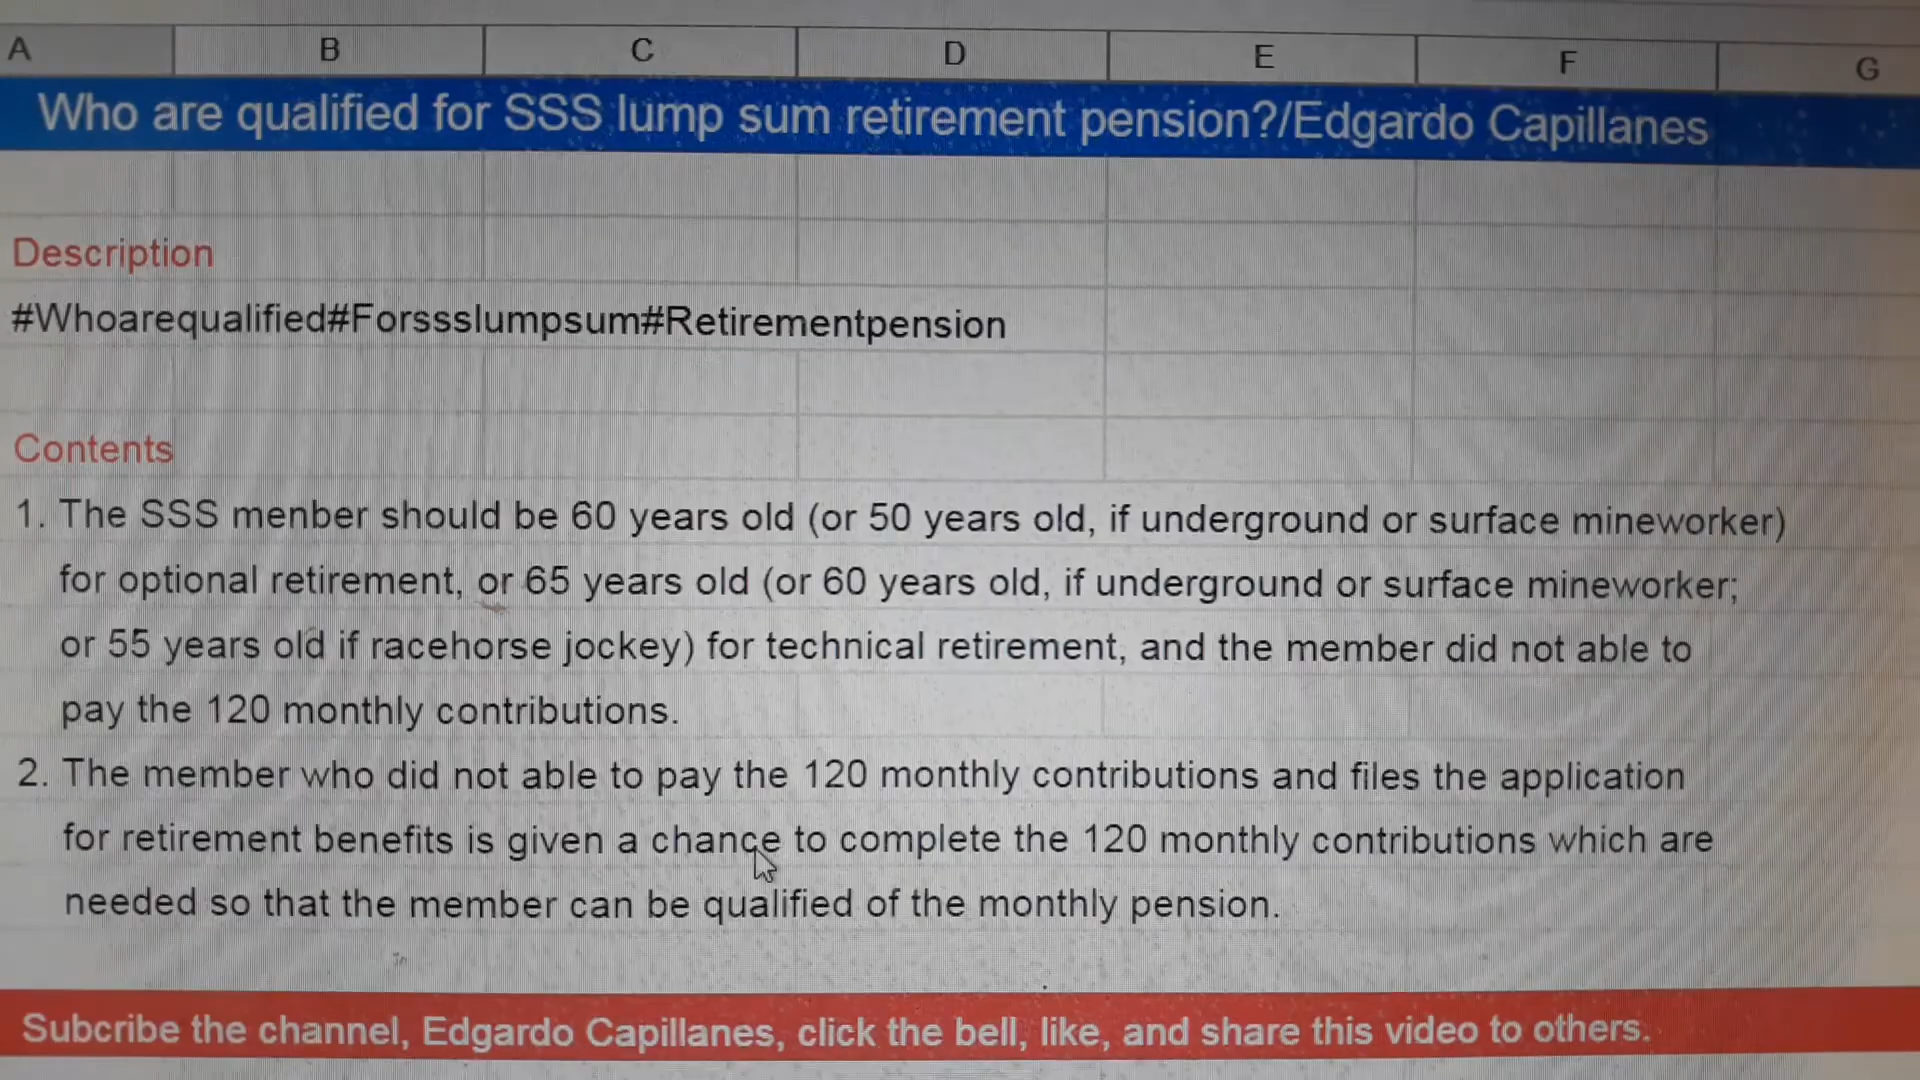 A B C D E F G
Who are qualified for SSS lump sum retirement pension?/Edgardo Capillanes
Description
#Whoarequalified#Forssslumpsum#Retirementpension
Contents
1. The SSS menber should be 60 years old (or 50 years old, if underground or surface mineworker)
for optional retirement, or 65 years old (or 60 years old, if underground or surface mineworker;
or 55 years old if racehorse jockey) for technical retirement, and the member did not able to
pay the 120 monthly contributions.
2. The member who did not able to pay the 120 monthly contributions and files the application
for retirement benefits is given a chance to complete the 120 monthly contributions which are
needed so that the member can be qualified of the monthly pension.
Subcribe the channel, Edgardo Capillanes, click the bell, like, and share this video to others.